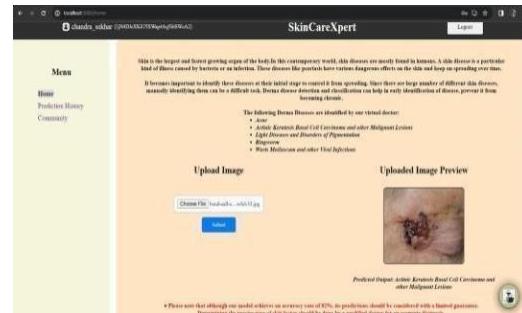 chandra_sekhar
SkinCareXpert
Logout
Menu
Home
Prediction History
Community
Skin is the largest and fastest growing organ of the body.In this contemporary world, skin diseases are mostly found in humans. A skin disease is a particular
kind of illness caused by bacteria or an infection. These diseases like psoriasis have various dangerous effects on the skin and keep on spreading over time.
It becomes important to identify these diseases at their initial stage to control it from spreading. Since there are large number of different skin diseases,
manually identifying them can be a difficult task. Derma disease detection and classification can help in early identification of disease, prevent it from
becoming chronic.
The following Derma Diseases are identified by our virtual doctor:
• Acne
• Actinic Keratosis Basal Cell Carcinoma and other Malignant Lesions
• Light Diseases and Disorders of Pigmentation
• Ringworm
• Warts Molluscum and other Viral Infections
Upload Image
Uploaded Image Preview
Choose File
Submit
Predicted Output: Actinic Keratosis Basal Cell Carcinoma and
other Malignant Lesions
* Please note that although our model achieves an accuracy rate of 82%, its predictions should be considered with a limited guarantee.